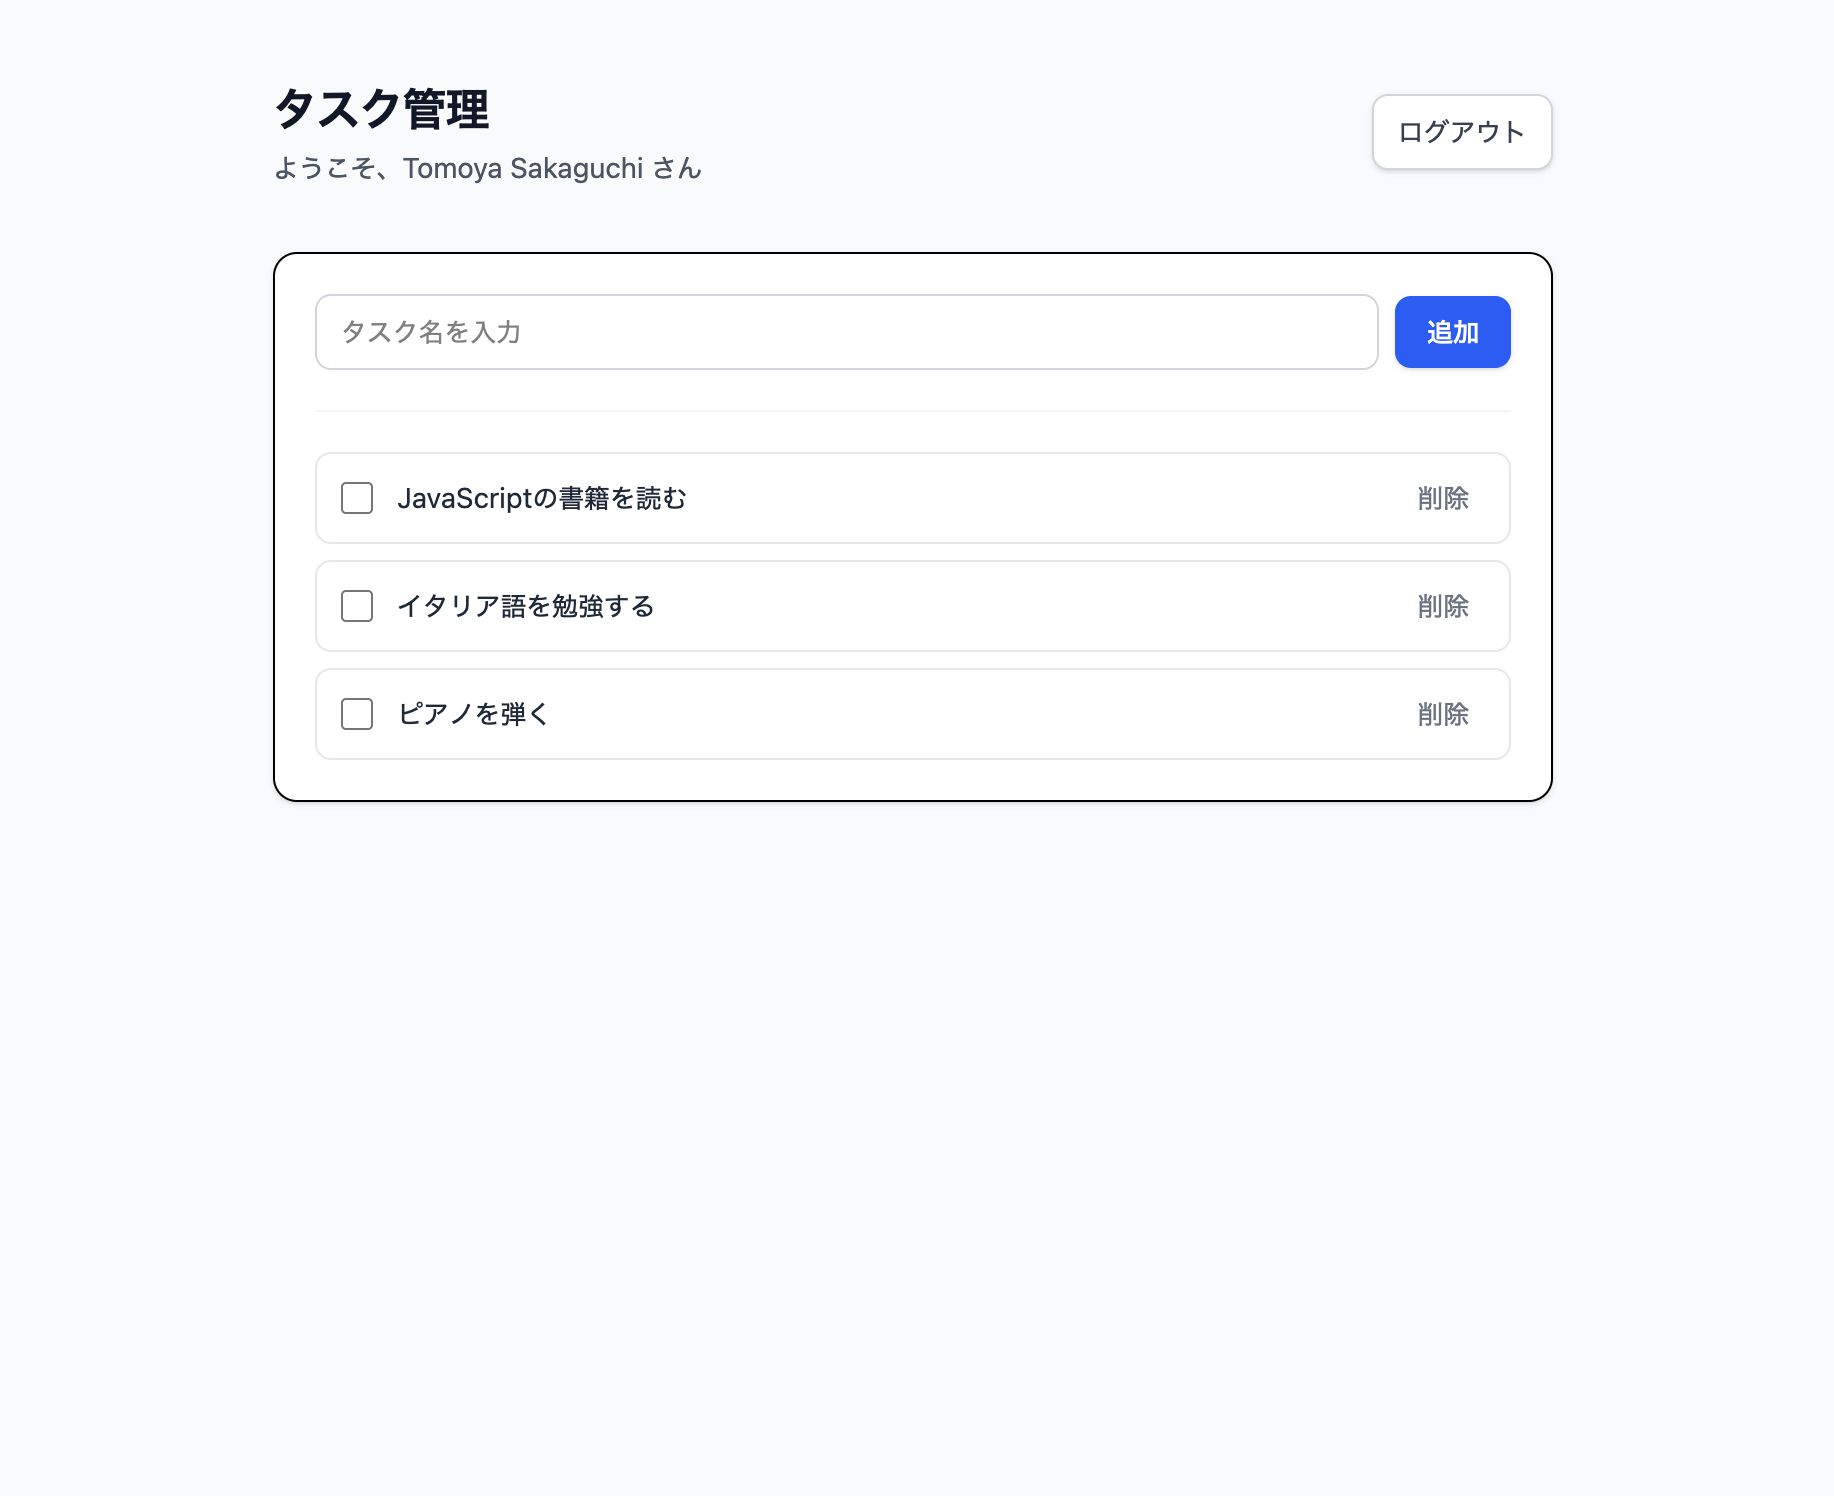 タスク管理
ようこそ、Tomoya Sakaguchi さん
ログアウト
タスク名を入力
追加
JavaScriptの書籍を読む
削除
イタリア語を勉強する
削除
ピアノを弾く
削除